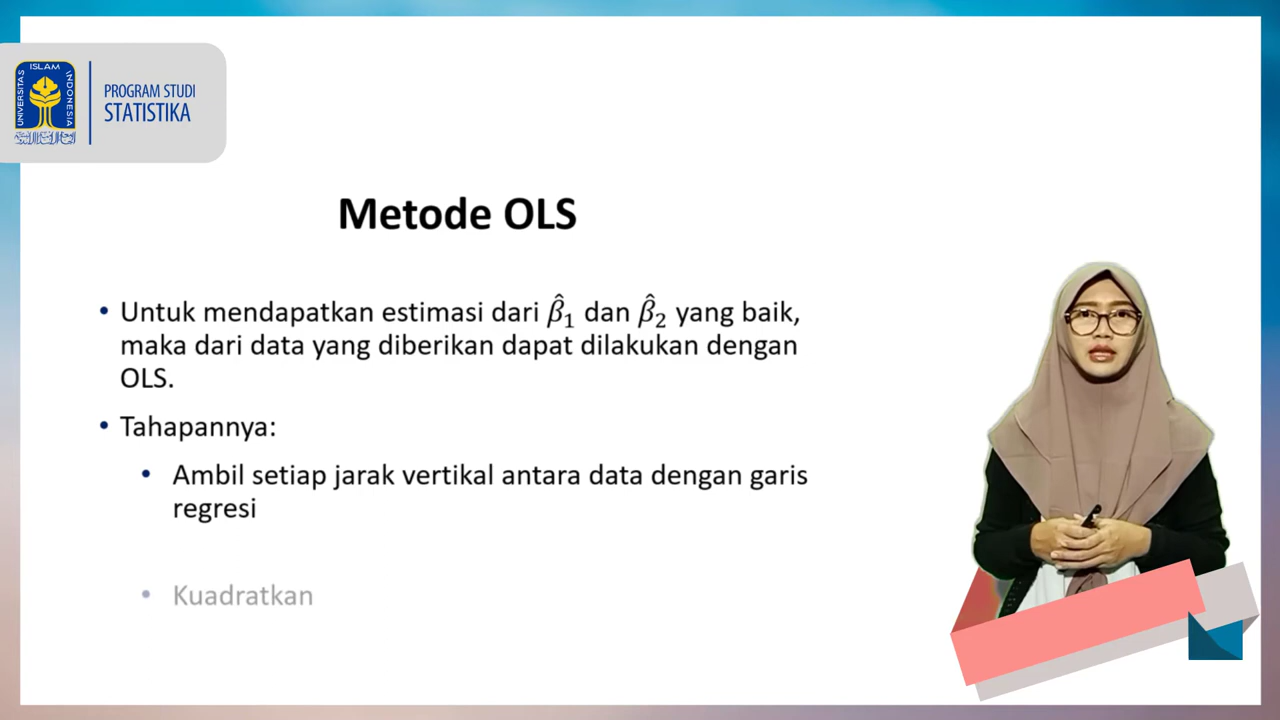 UNIVERSITAS
ISLAM
INDONESIA
PROGRAM STUDI
STATISTIKA
Metode OLS
• Untuk mendapatkan estimasi dari β̂₁ dan β̂₂ yang baik,
maka dari data yang diberikan dapat dilakukan dengan
OLS.
• Tahapannya:
• Ambil setiap jarak vertikal antara data dengan garis
regresi
• Kuadratkan